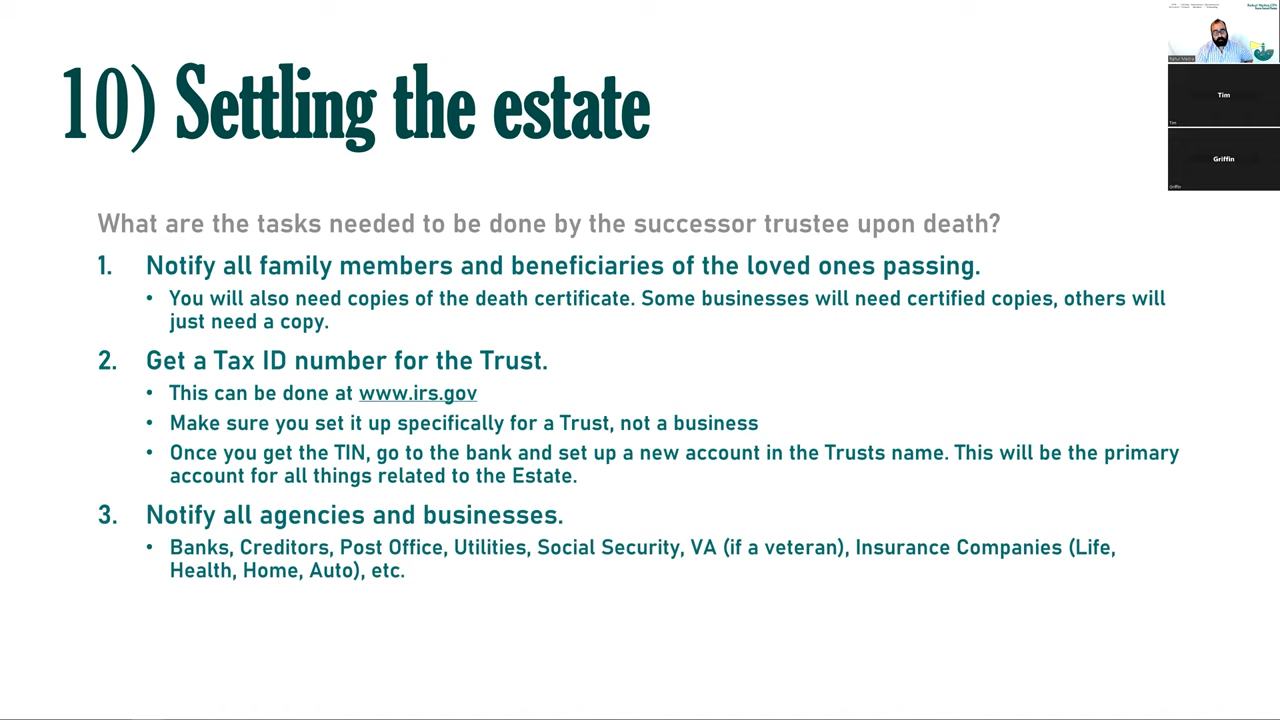 10) Settling the estate
What are the tasks needed to be done by the successor trustee upon death?
1. Notify all family members and beneficiaries of the loved ones passing.
• You will also need copies of the death certificate. Some businesses will need certified copies, others will
just need a copy.
2. Get a Tax ID number for the Trust.
• This can be done at www.irs.gov
• Make sure you set it up specifically for a Trust, not a business
• Once you get the TIN, go to the bank and set up a new account in the Trusts name. This will be the primary
account for all things related to the Estate.
3. Notify all agencies and businesses.
• Banks, Creditors, Post Office, Utilities, Social Security, VA (if a veteran), Insurance Companies (Life,
Health, Home, Auto), etc.
Tim
Tim
Griffin
Griffin